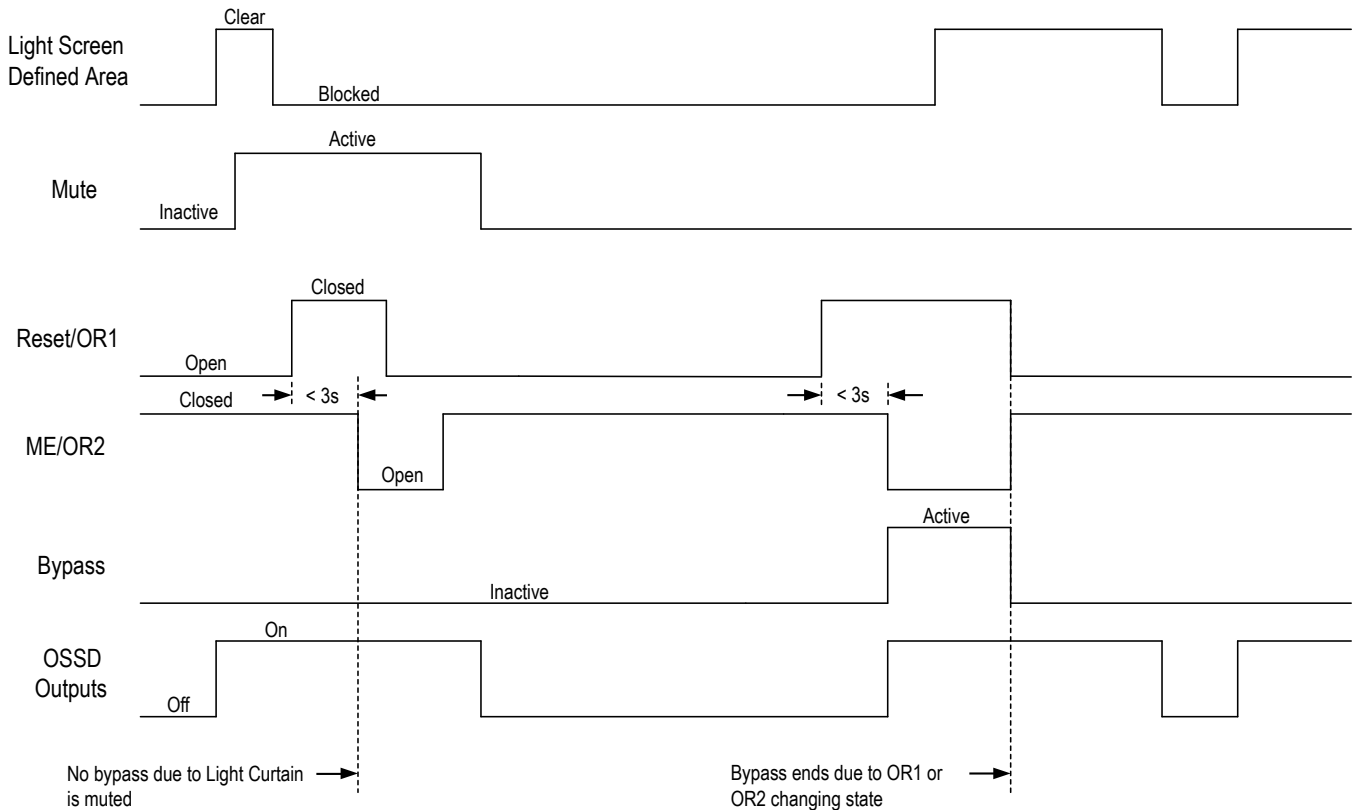 Clear
Light Screen
Defined Area
Blocked
Active
Mute
Inactive
Closed
Reset/OR1
Open
< 3s
< 3s
Closed
ME/OR2
Open
Active
Bypass
Inactive
On
OSSD
Outputs
Off
No bypass due to Light Curtain
is muted
Bypass ends due to OR1 or
OR2 changing state